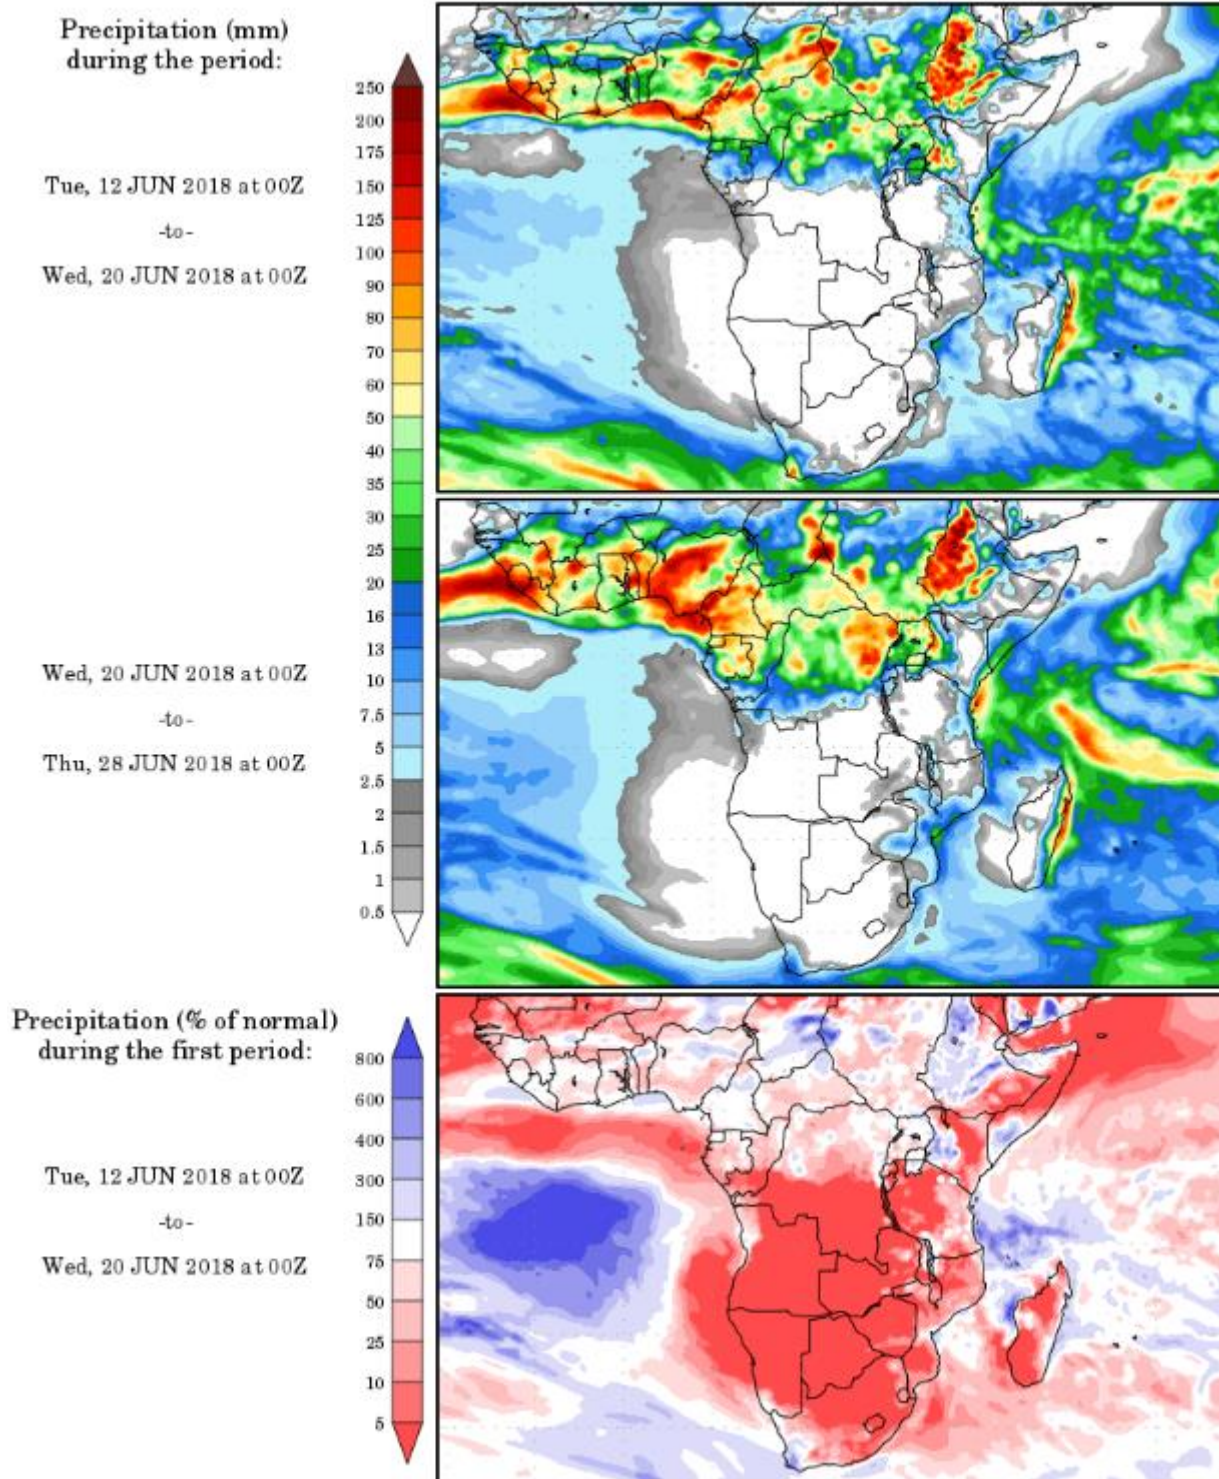 Precipitation (mm)
during the period:
Tue, 12 JUN 2018 at 00Z
-to-
Wed, 20 JUN 2018 at 00Z
250
200
175
150
125
100
90
80
70
60
50
40
35
30
25
20
16
13
10
7.5
5
2.5
2
1.5
1
0.5
Wed, 20 JUN 2018 at 00Z
-to-
Thu, 28 JUN 2018 at 00Z
Precipitation (% of normal)
during the first period:
Tue, 12 JUN 2018 at 00Z
-to-
Wed, 20 JUN 2018 at 00Z
800
600
400
300
150
75
50
25
10
5